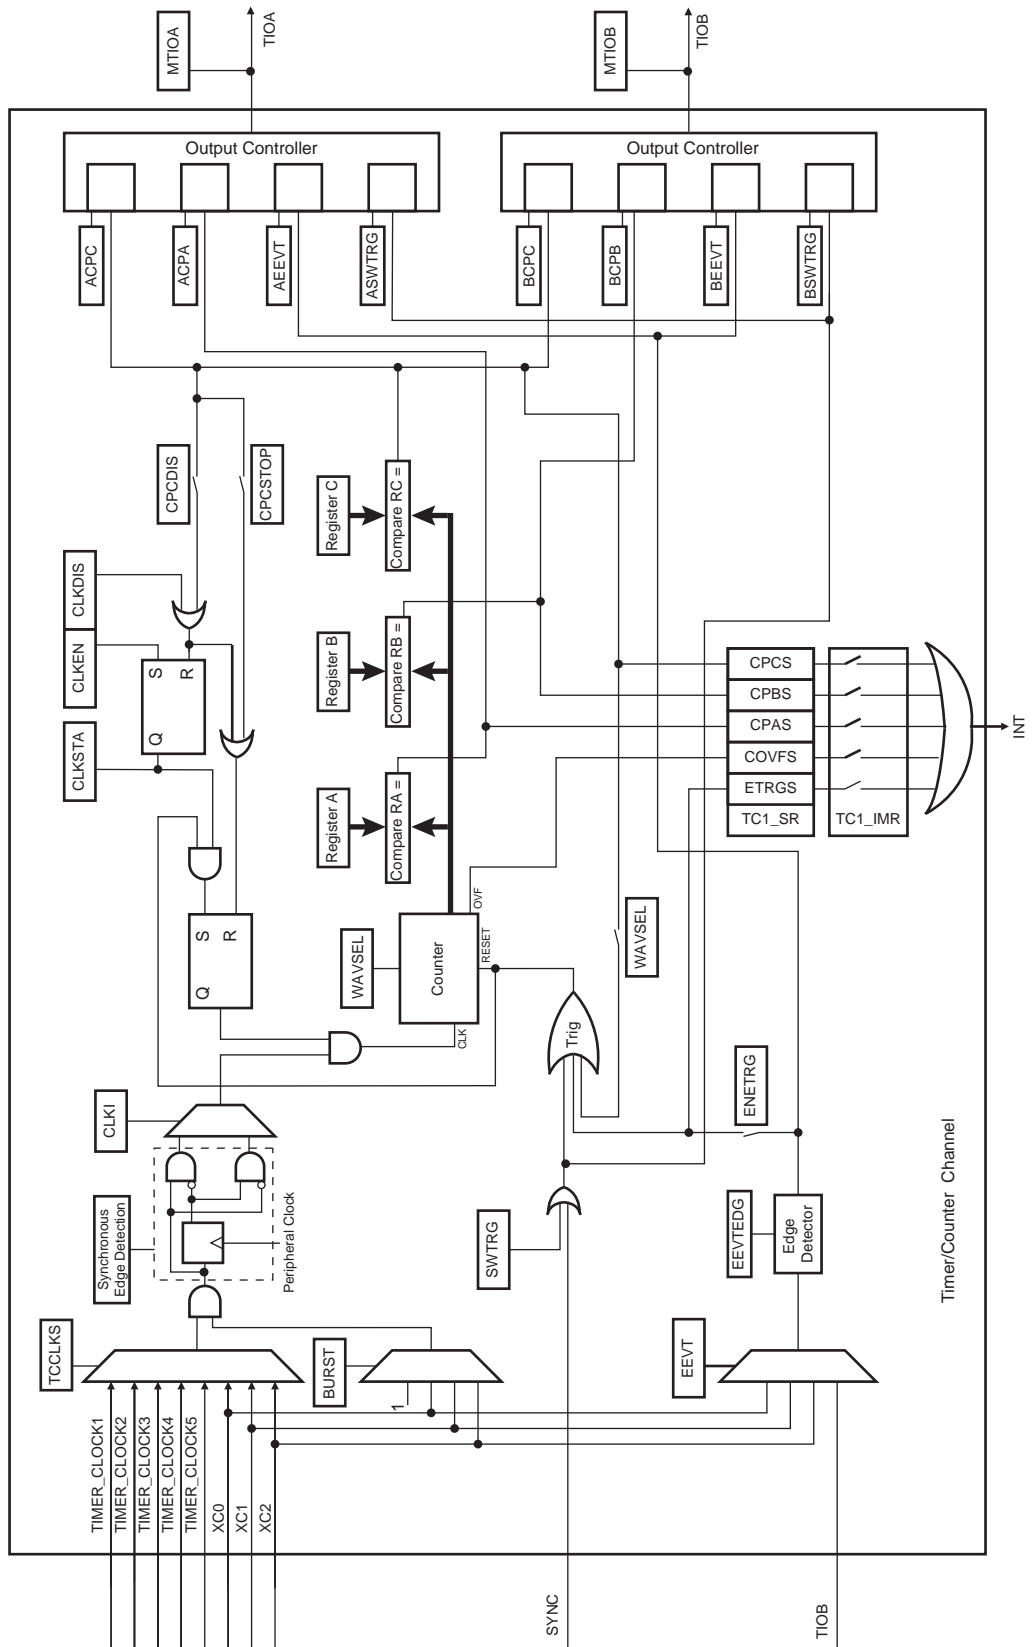 MTIOA
TIOA
MTIOB
TIOB
Output Controller
Output Controller
ACPC
ACPA
AEEVT
ASWTRG
BCPC
BCPB
BEEVT
BSWTRG
CPCDIS
CPCSTOP
Register C
Compare RC =
CLKDIS
CLKEN
CLKSTA
S
R
Q
Register B
Compare RB =
Register A
Compare RA =
CPCS
CPBS
CPAS
COVFS
ETRGS
TC1_SR
TC1_IMR
INT
S
R
Q
WAVSEL
Counter
OVF
RESET
CLK
WAVSEL
Trig
ENETRG
CLKI
Synchronous
Edge Detection
Peripheral Clock
SWTRG
EEVTEDG
Edge
Detector
Timer/Counter Channel
TCCLKS
BURST
1
EEVT
TIMER_CLOCK1
TIMER_CLOCK2
TIMER_CLOCK3
TIMER_CLOCK4
TIMER_CLOCK5
XC0
XC1
XC2
SYNC
TIOB